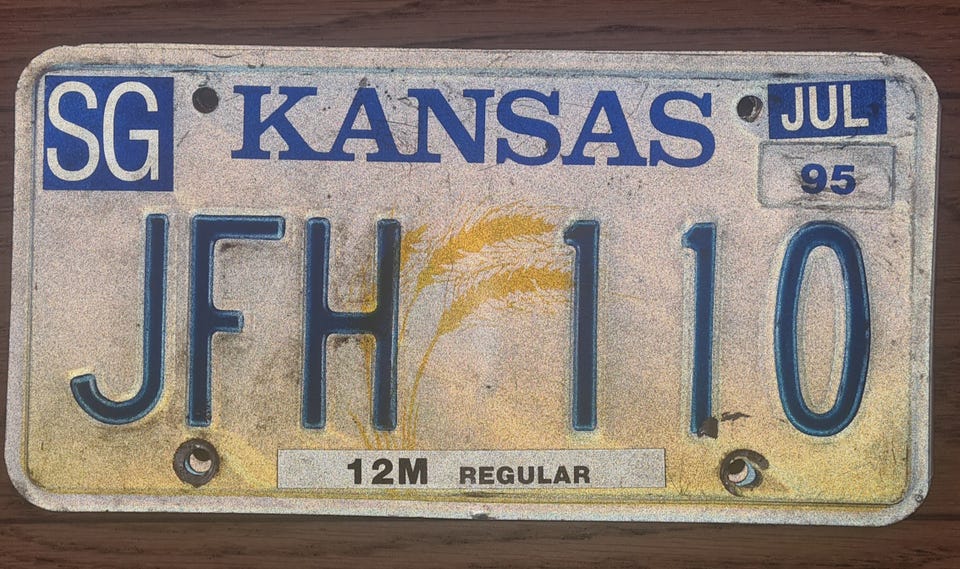 SG KANSAS JUL
95
JFH 110
12M REGULAR